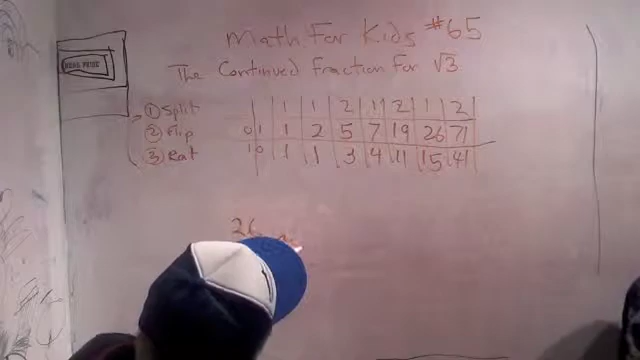 Math For Kids #65
The Continued Fraction for √3
① Split 1 1 2 1 2 1 2
② Flip 0 1 1 2 5 7 19 26 71
③ Rat 1 0 1 1 3 4 11 15 41
26